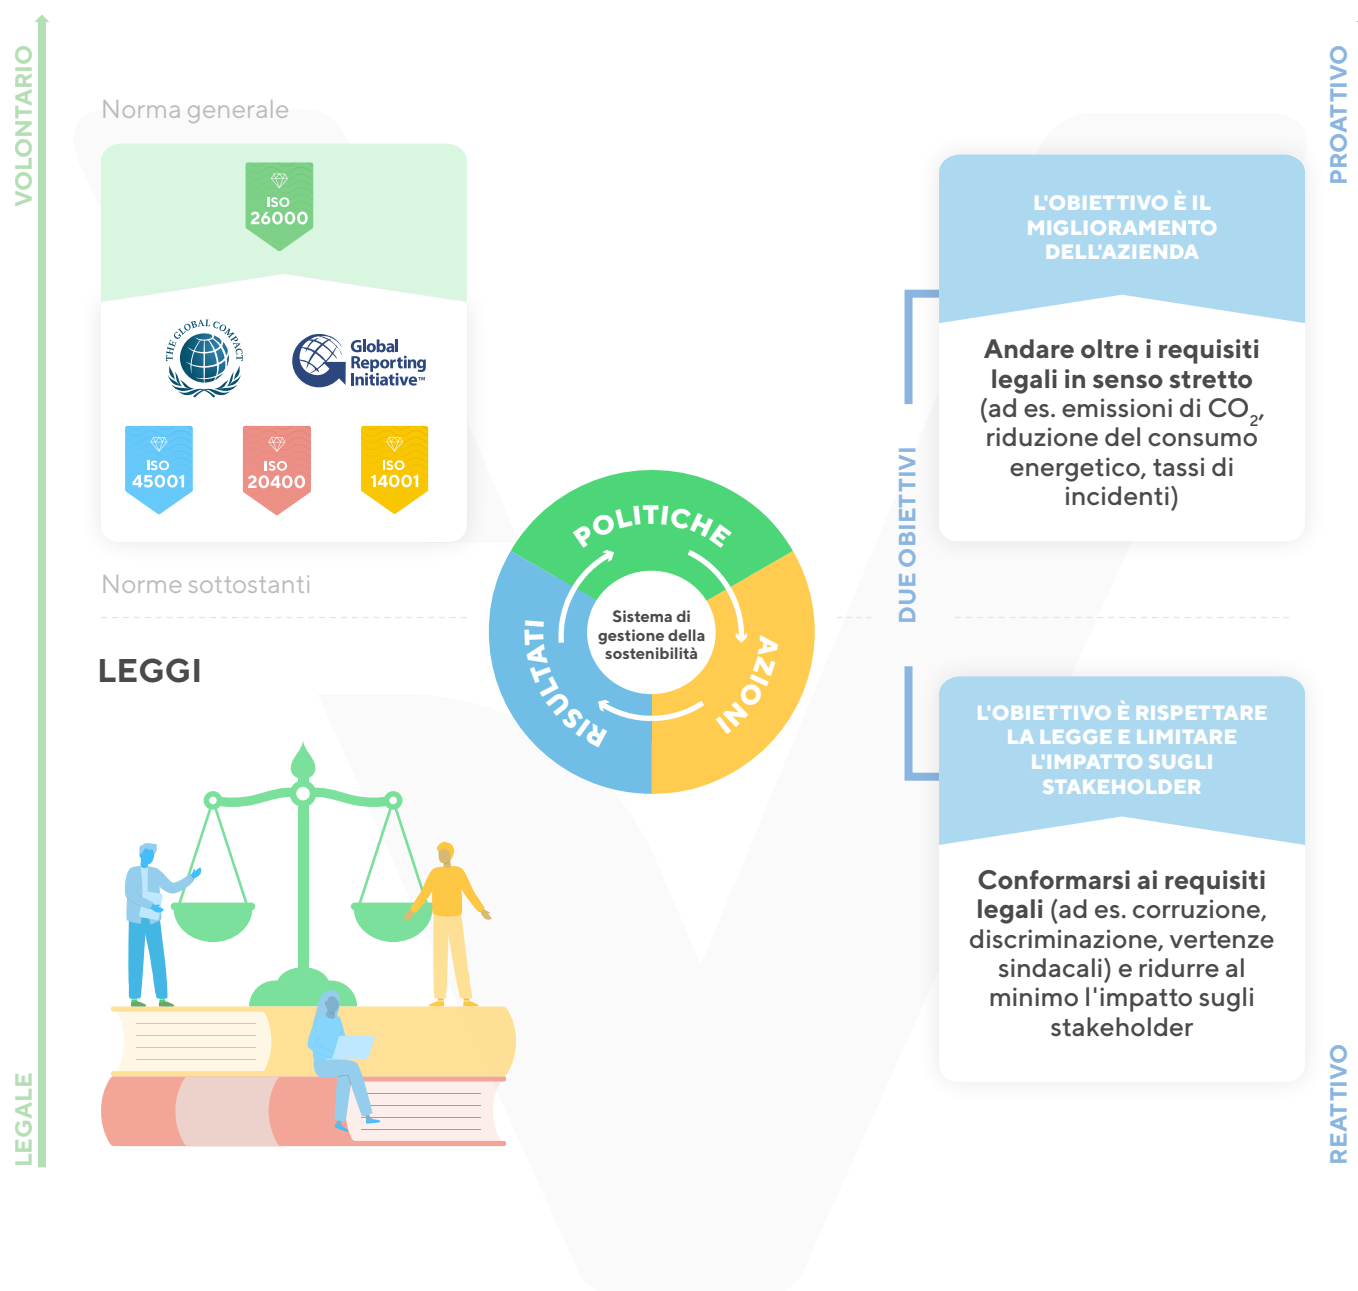 VOLONTARIO
LEGALE
Norma generale
ISO
26000
THE GLOBAL COMPACT
Global
Reporting
Initiative™
ISO
45001
ISO
20400
ISO
14001
Norme sottostanti
LEGGI
POLITICHE
AZIONI
RISULTATI
Sistema di
gestione della
sostenibilità
DUE OBIETTIVI
L'OBIETTIVO È IL
MIGLIORAMENTO
DELL'AZIENDA
Andare oltre i requisiti
legali in senso stretto
(ad es. emissioni di CO₂,
riduzione del consumo
energetico, tassi di
incidenti)
L'OBIETTIVO È RISPETTARE
LA LEGGE E LIMITARE
L'IMPATTO SUGLI
STAKEHOLDER
Conformarsi ai requisiti
legali (ad es. corruzione,
discriminazione, vertenze
sindacali) e ridurre al
minimo l'impatto sugli
stakeholder
PROATTIVO
REATTIVO